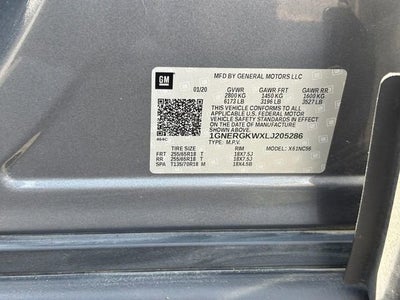 GM
MFD BY GENERAL MOTORS LLC
01/20 GVWR GAWR FRT GAWR RR
2800 KG 1450 KG 1600 KG
6173 LB 3196 LB 3527 LB
THIS VEHICLE CONFORMS TO ALL APPLICABLE
U.S. FEDERAL MOTOR
VEHICLE SAFETY STANDARDS IN EFFECT ON
THE DATE OF MANUFACTURE SHOWN ABOVE.
1GNERGKWXLJ205286
TYPE: M.P.V. MODEL: X61NC56
TIRE SIZE RIM
FRT 255/65R18 T 18X7.5J
RR 255/65R18 T 18X7.5J
SPA T135/70R18 M 18X4.5B